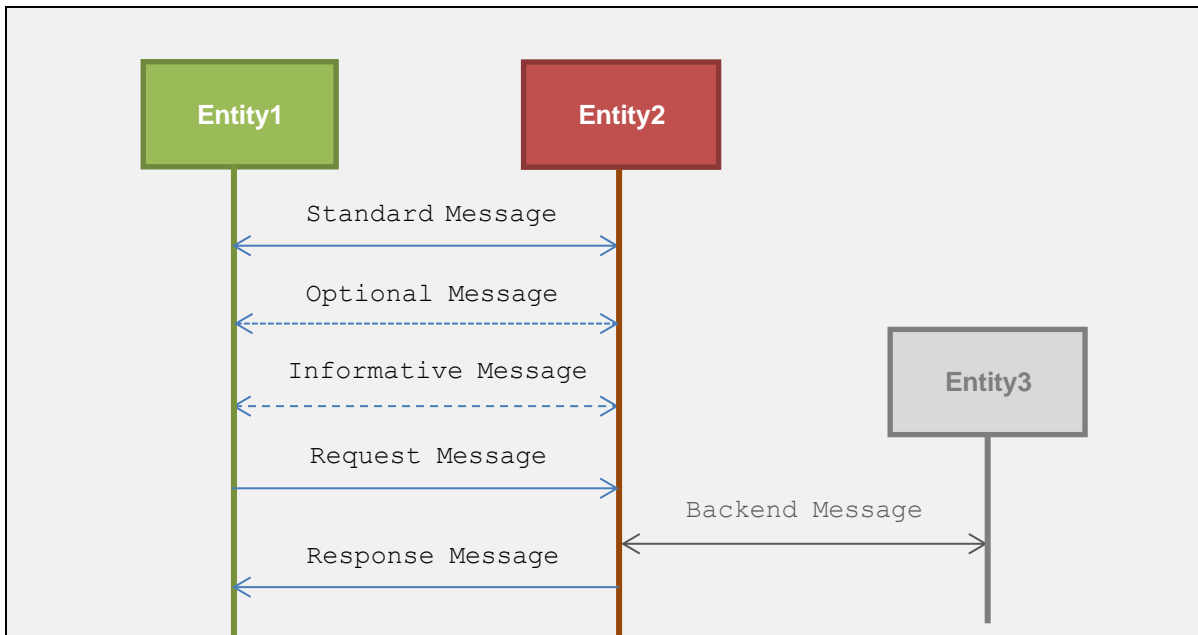 Entity1
Entity2
Standard Message
Optional Message
Informative Message
Entity3
Request Message
Backend Message
Response Message